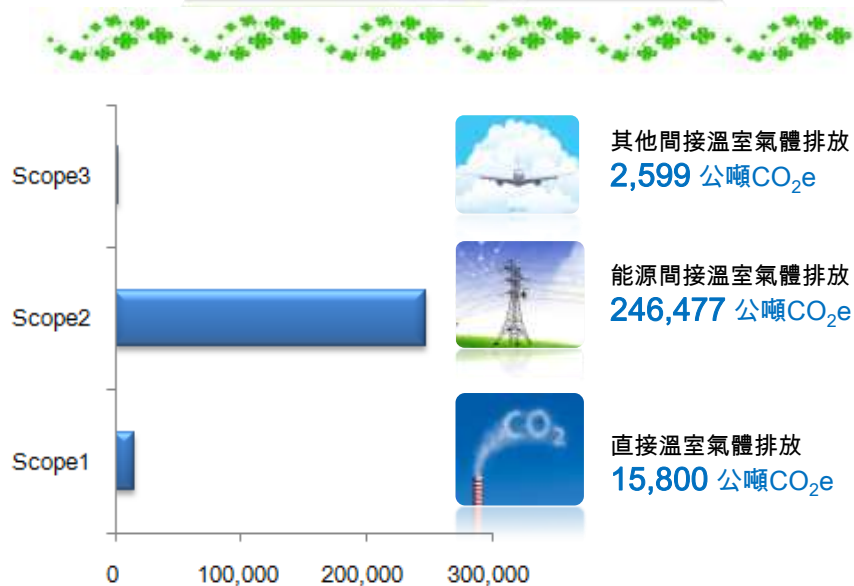 Scope3
其他間接溫室氣體排放
2,599 公噸CO₂e
Scope2
能源間接溫室氣體排放
246,477 公噸CO₂e
CO₂
Scope1
直接溫室氣體排放
15,800 公噸CO₂e
0 100,000 200,000 300,000